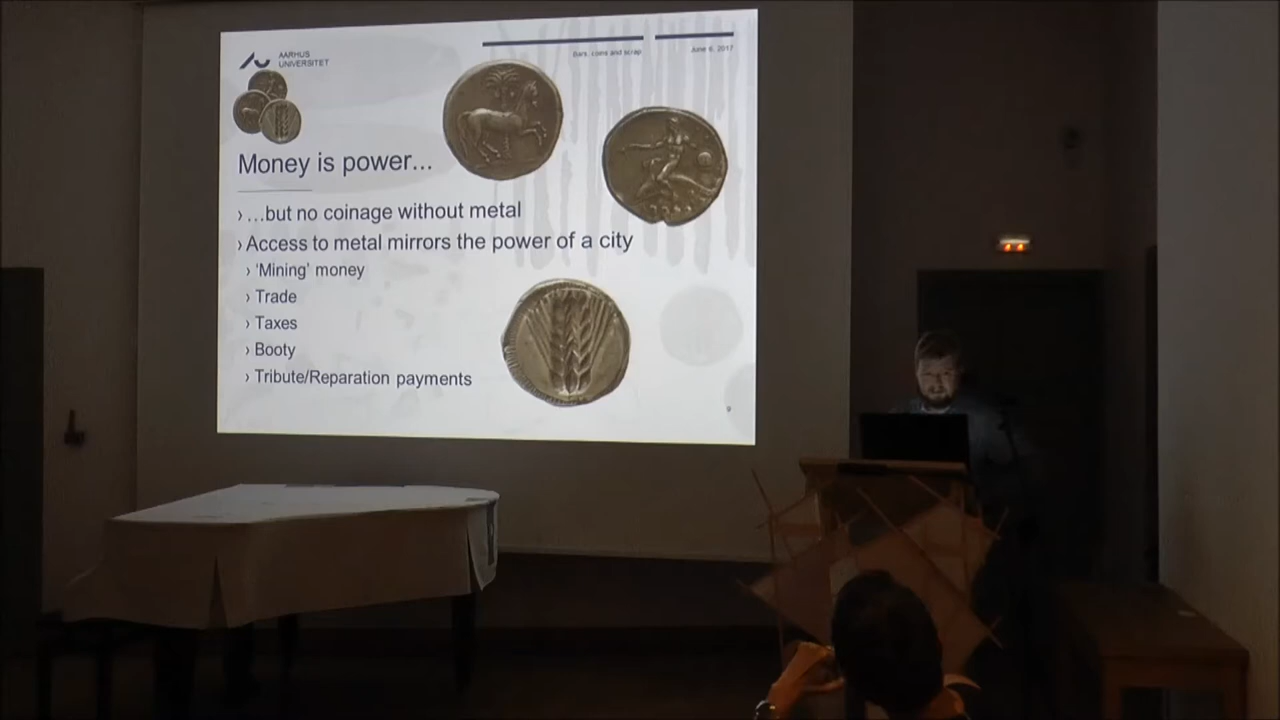 AARHUS
UNIVERSITET
Bars, coins and scrap
June 6, 2017
Money is power...
› ...but no coinage without metal
› Access to metal mirrors the power of a city
› 'Mining' money
› Trade
› Taxes
› Booty
› Tribute/Reparation payments
9